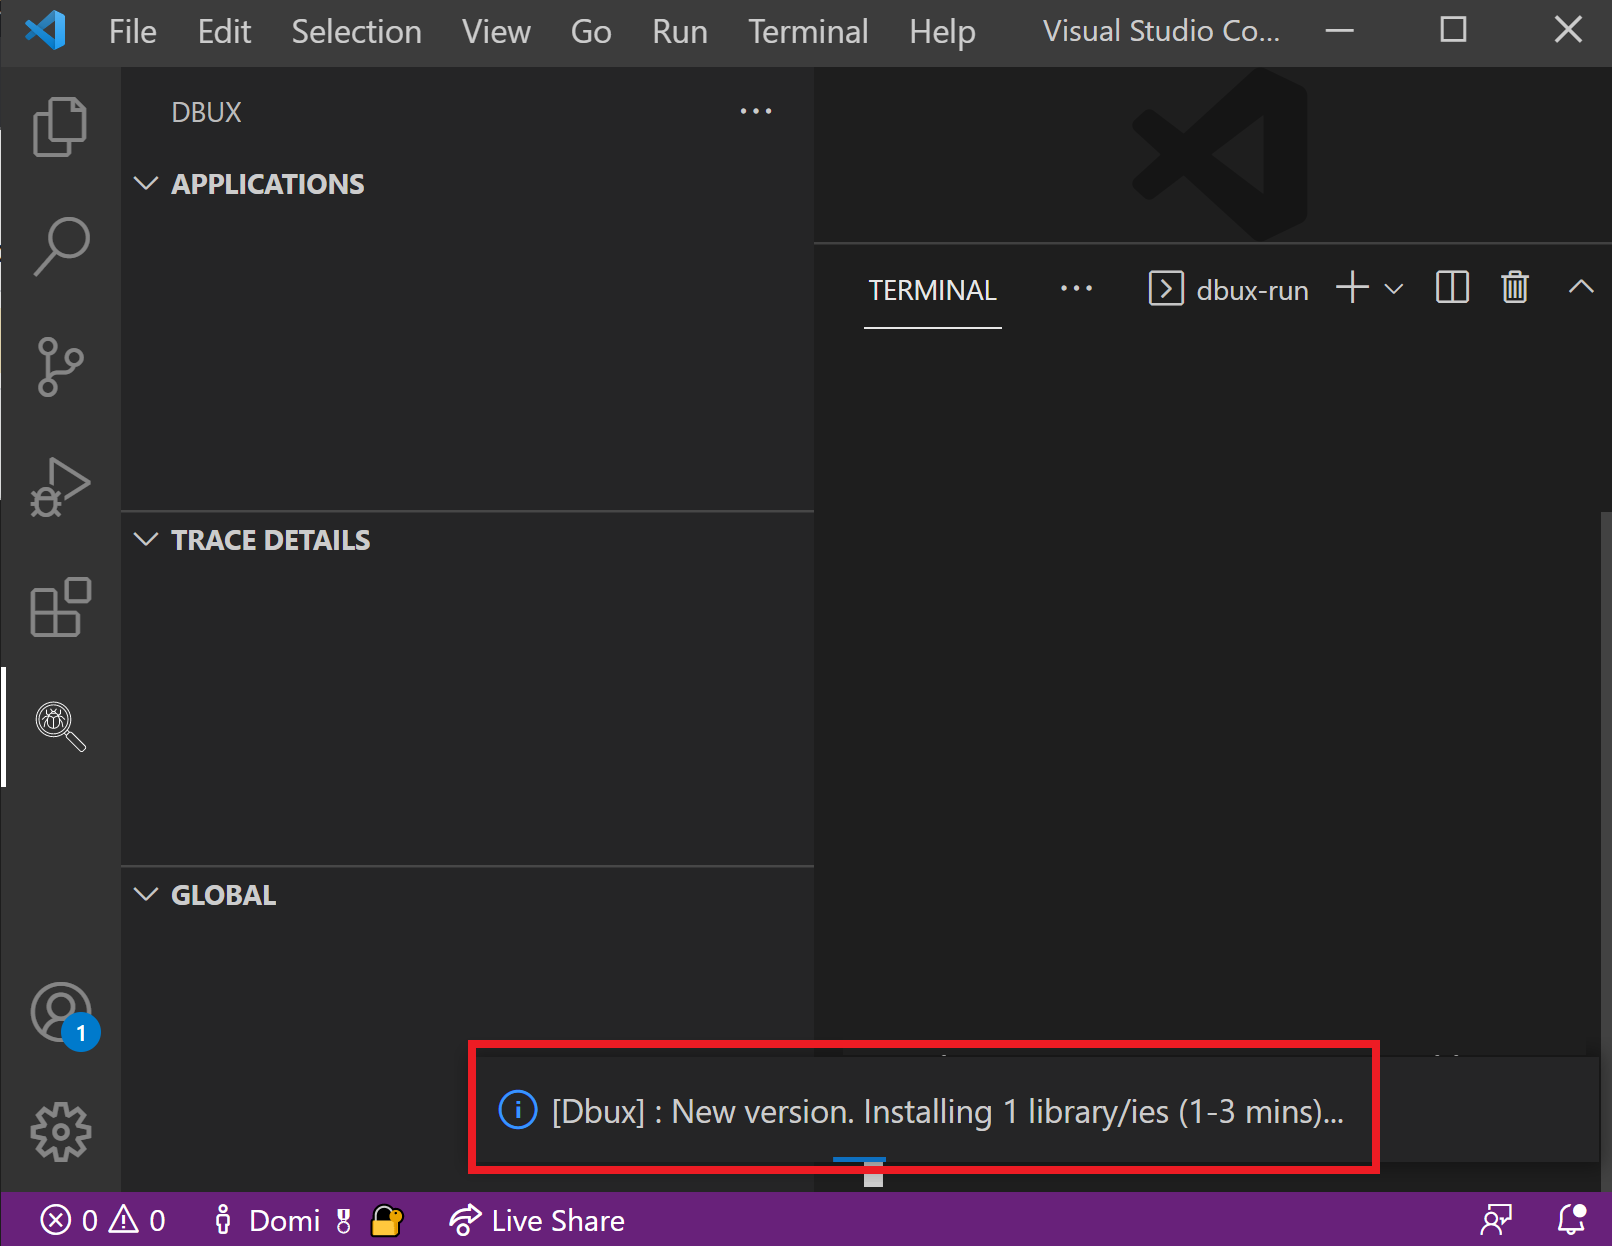 File Edit Selection View Go Run Terminal Help Visual Studio Co...
DBUX
APPLICATIONS
TERMINAL
dbux-run
TRACE DETAILS
GLOBAL
1
[Dbux] : New version. Installing 1 library/ies (1-3 mins)...
0 0 Domi Live Share